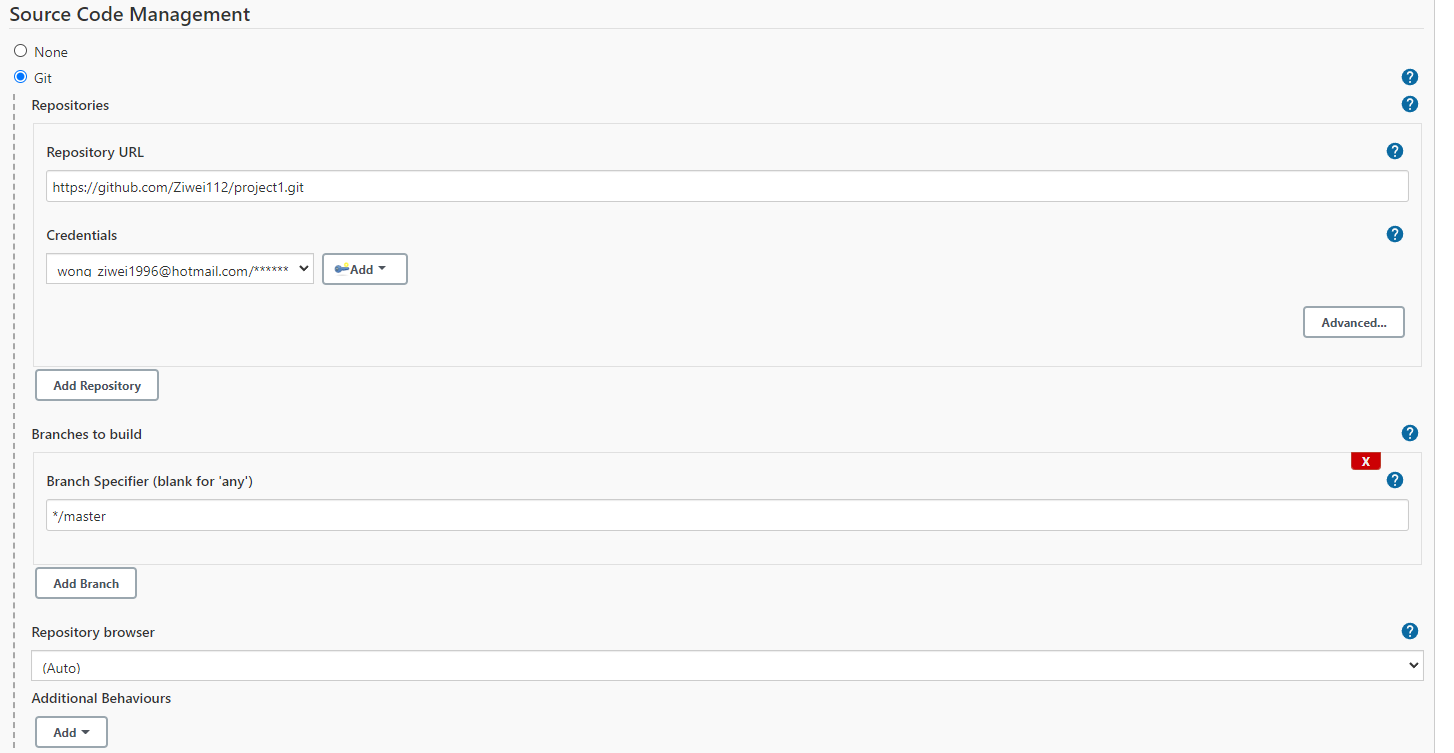 Source Code Management
None
Git
?
Repositories
?
Repository URL
?
https://github.com/Ziwei112/project1.git
Credentials
?
wong_ziwei1996@hotmail.com/******
Add
Advanced...
Add Repository
Branches to build
?
X
Branch Specifier (blank for 'any')
?
*/master
Add Branch
Repository browser
?
(Auto)
Additional Behaviours
Add